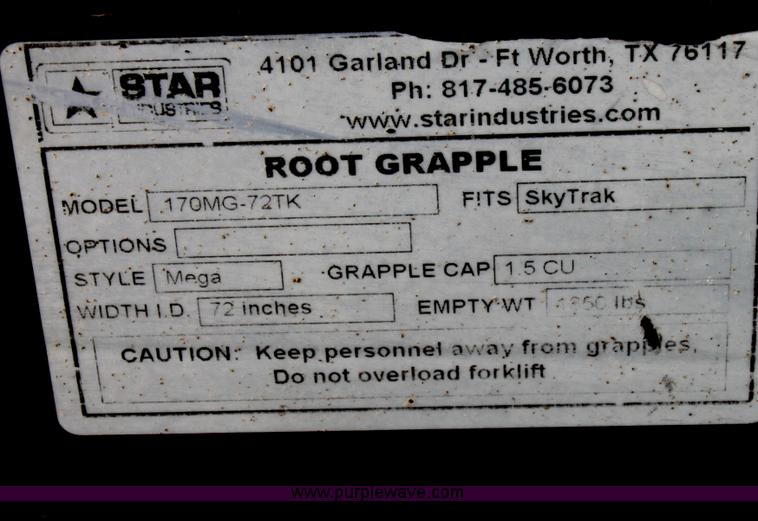 4101 Garland Dr - Ft Worth, TX 76117
STAR
INDUSTRIES
Ph: 817-485-6073
www.starindustries.com
ROOT GRAPPLE
MODEL 170MG-72TK FITS SkyTrak
OPTIONS
STYLE Mega GRAPPLE CAP 1.5 CU
WIDTH I.D. 72 inches EMPTY WT lbs
CAUTION: Keep personnel away from grapples.
Do not overload forklift
www.purplewave.com